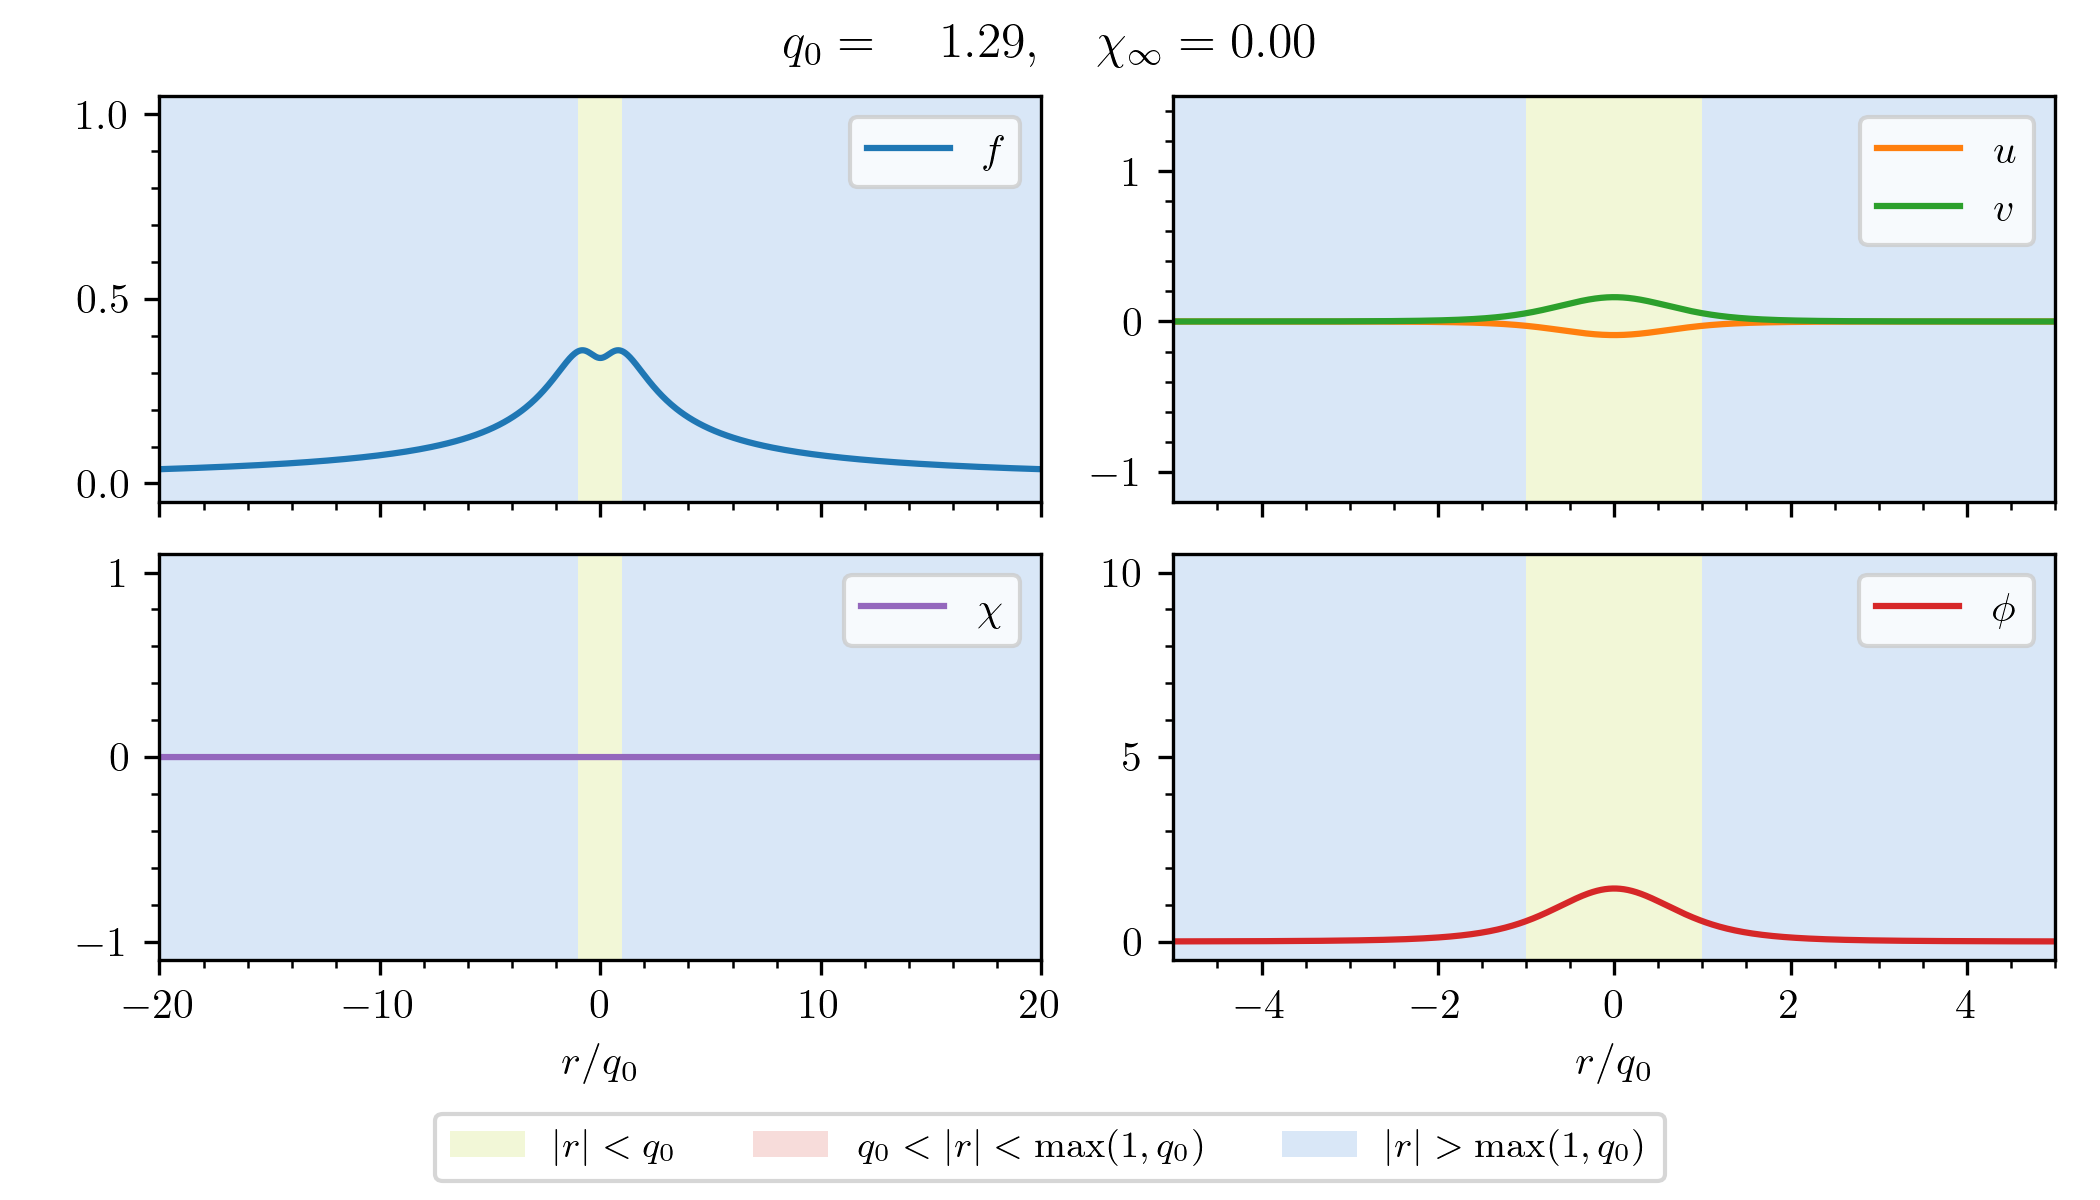 q₀ = 1.29, χ∞ = 0.00
1.0
0.5
0.0
f
1
0
−1
u
v
1
0
−1
χ
−20 −10 0 10 20
r/q₀
10
5
0
ϕ
−4 −2 0 2 4
r/q₀
|r| < q₀ q₀ < |r| < max(1, q₀) |r| > max(1, q₀)